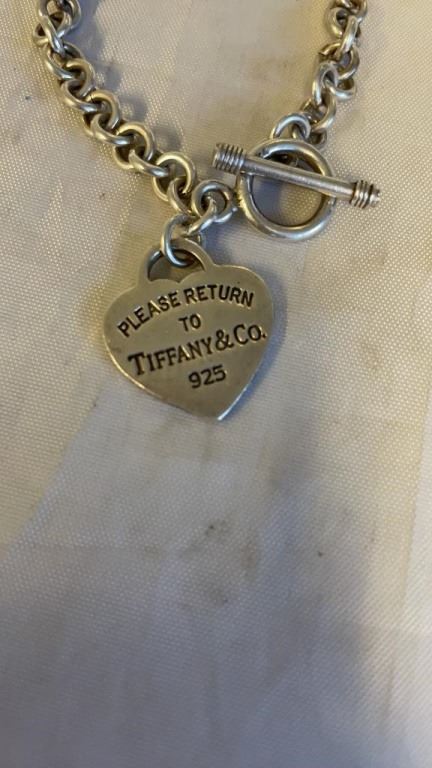 PLEASE RETURN
TO
TIFFANY & CO.
925